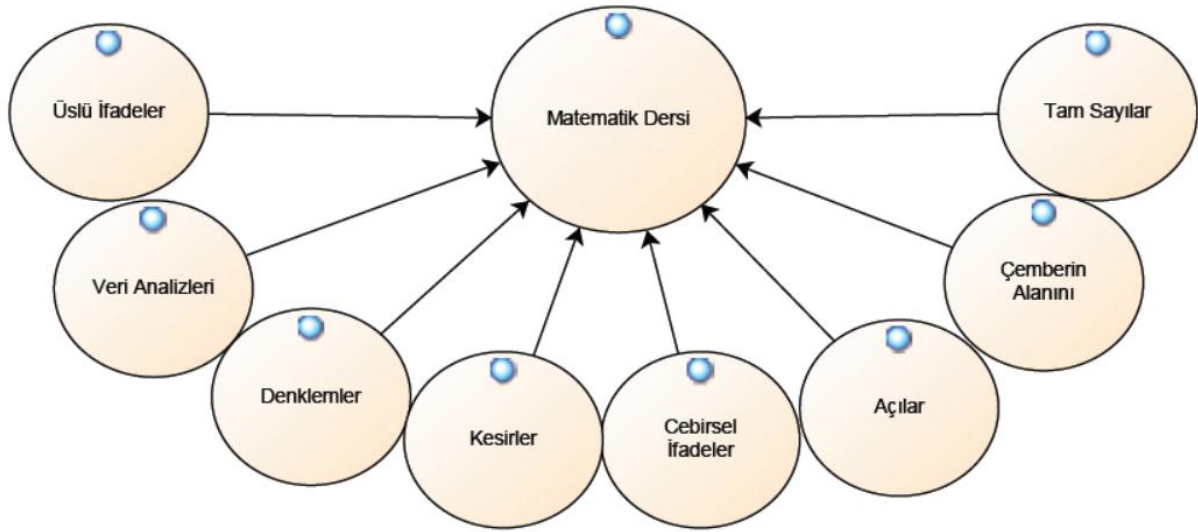 Üslü İfadeler
Matematik Dersi
Tam Sayılar
Veri Analizleri
Çemberin
Alanını
Denklemler
Açılar
Kesirler
Cebirsel
İfadeler